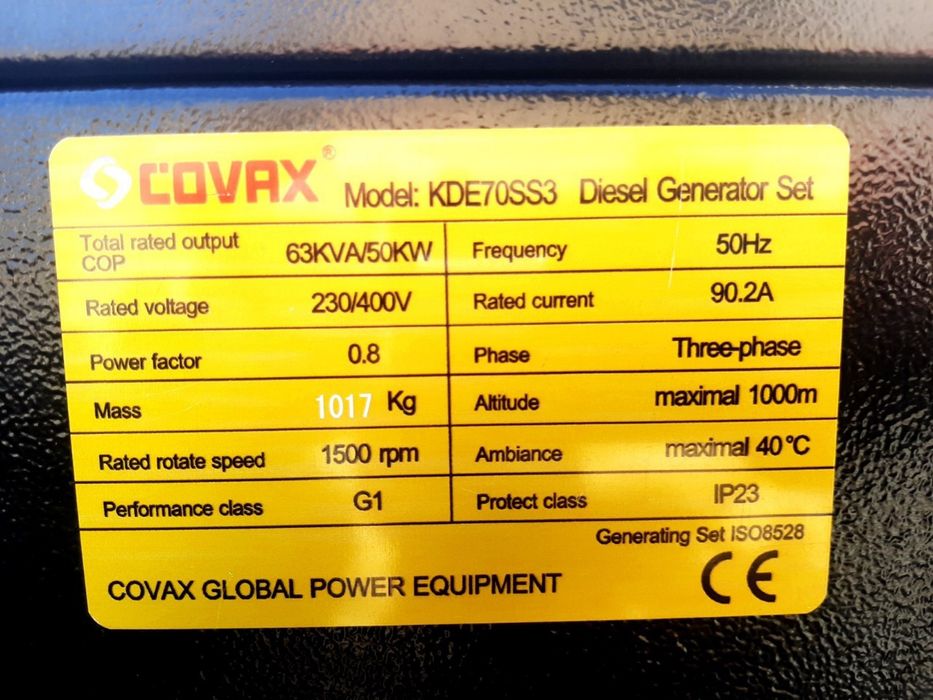 COVAX® Model: KDE70SS3 Diesel Generator Set
Total rated output COP 63KVA/50KW Frequency 50Hz
Rated voltage 230/400V Rated current 90.2A
Power factor 0.8 Phase Three-phase
Mass 1017 Kg Altitude maximal 1000m
Rated rotate speed 1500 rpm Ambiance maximal 40℃
Performance class G1 Protect class IP23
Generating Set ISO8528
COVAX GLOBAL POWER EQUIPMENT CE